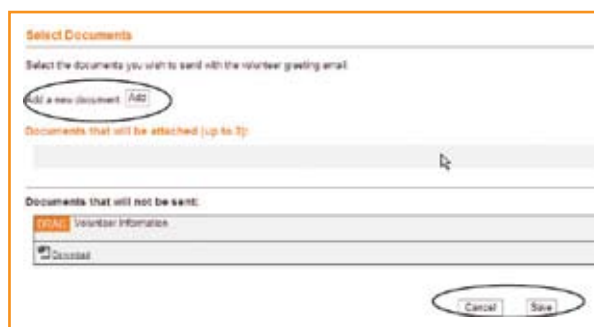 Select Documents
Select the documents you wish to send with the volunteer greeting email.
Add a new document Add
Documents that will be attached (up to 3):
Documents that will not be sent:
DRAG Volunteer Information
Download
Cancel Save